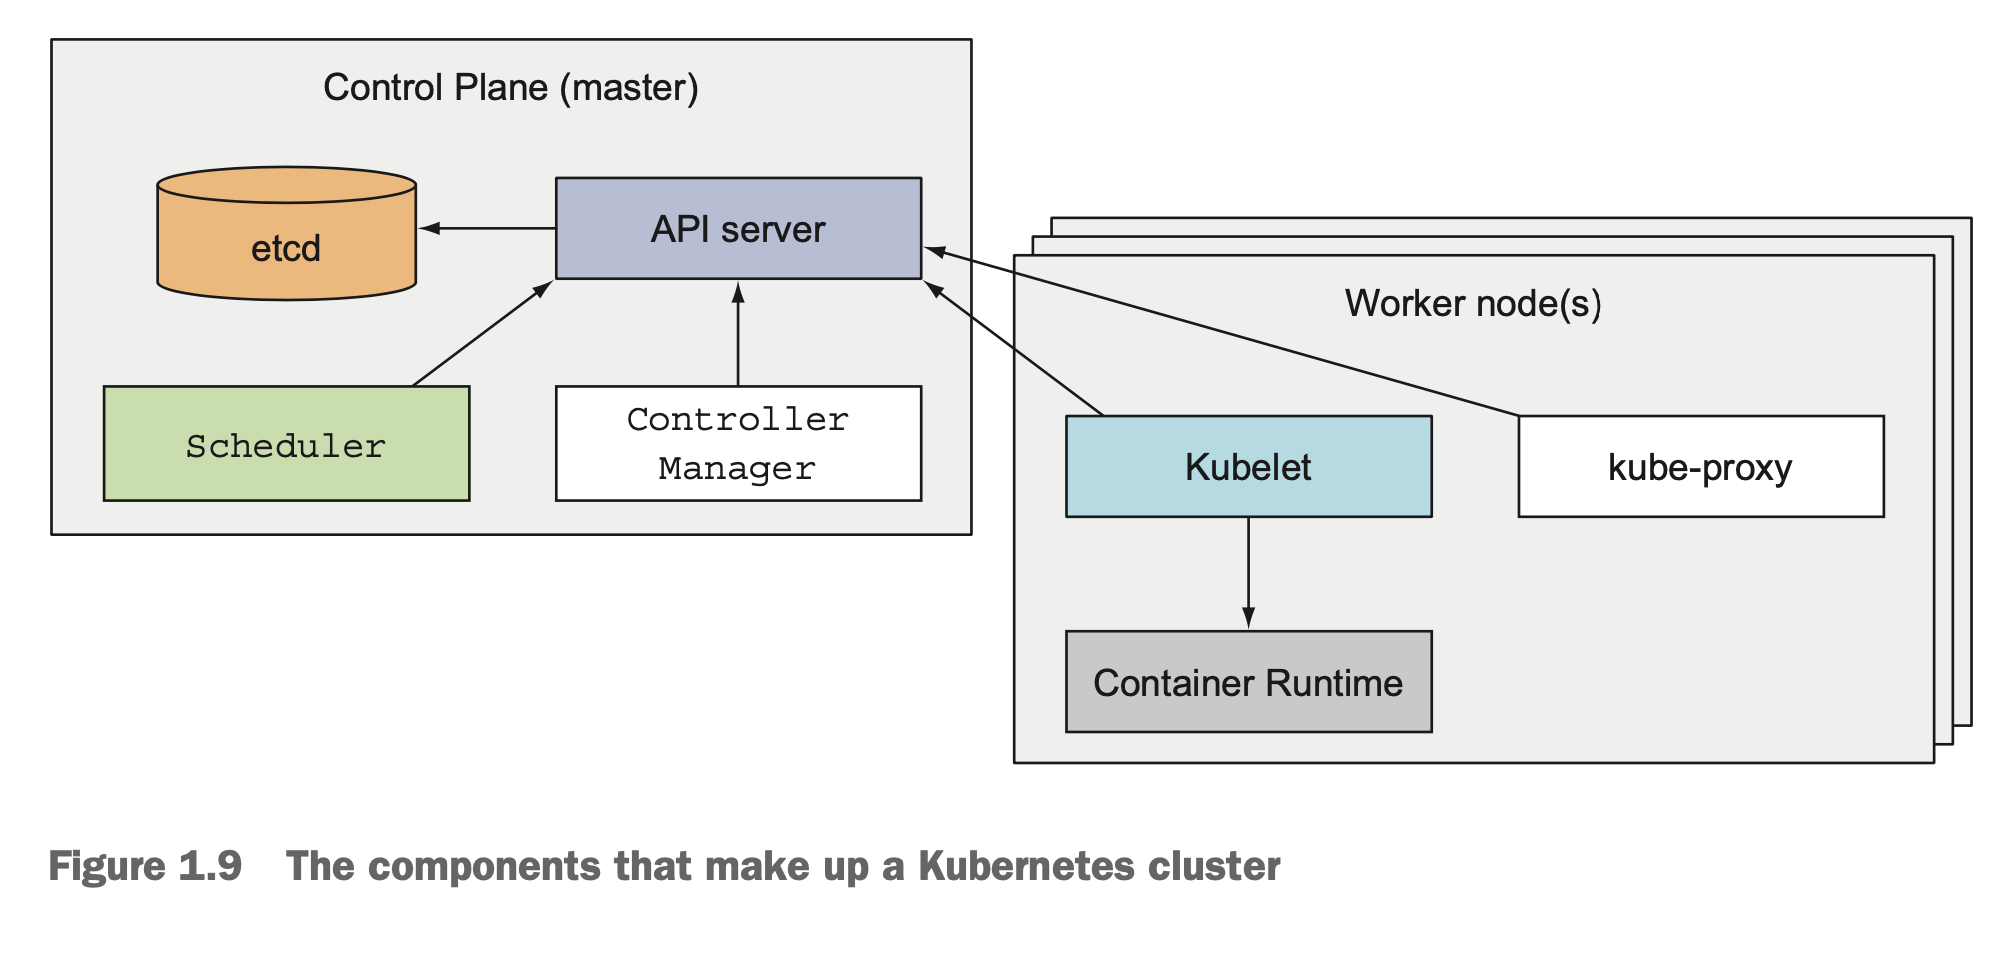 Control Plane (master)
etcd
API server
Scheduler
Controller
Manager
Worker node(s)
Kubelet
kube-proxy
Container Runtime
Figure 1.9 The components that make up a Kubernetes cluster